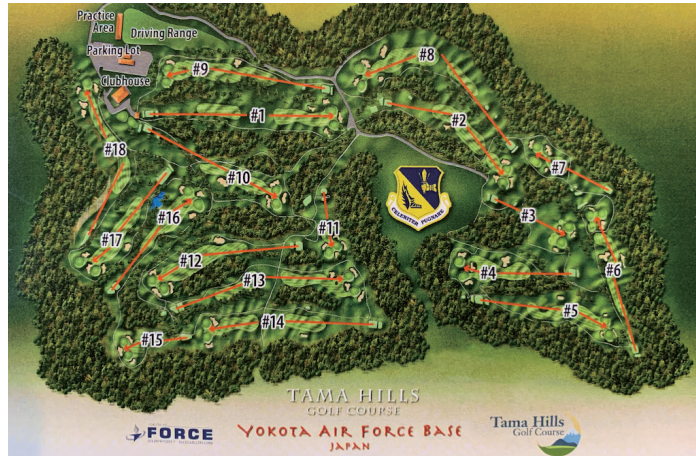 Practice
Area
Driving Range
Parking Lot
Clubhouse
#9
#8
#1
#2
#7
#18
#10
#16
#3
#11
#17
#12
#13
#4
#6
#5
#14
#15
CELERITER PUGNARE
TAMA HILLS
GOLF COURSE
FORCE
YOKOTA AIR FORCE BASE
JAPAN
Tama Hills
Golf Course